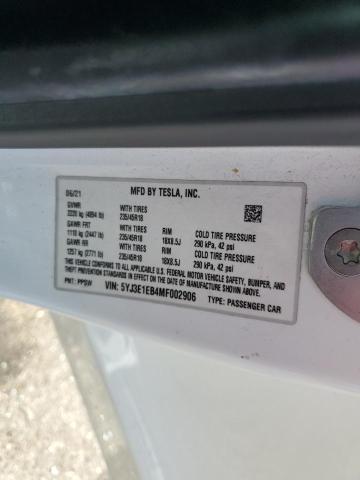 MFD BY TESLA, INC.
06/21
GVWR WITH TIRES
2220 kg (4894 lb) 235/45R18
GAWR FRT WITH TIRES RIM COLD TIRE PRESSURE
1110 kg (2447 lb) 235/45R18 18X8.5J 290 kPa, 42 psi
GAWR RR WITH TIRES RIM COLD TIRE PRESSURE
1257 kg (2771 lb) 235/45R18 18X8.5J 290 kPa, 42 psi
THIS VEHICLE CONFORMS TO ALL
APPLICABLE U.S. FEDERAL MOTOR VEHICLE SAFETY, BUMPER, AND
THEFT PREVENTION STANDARDS IN EFFECT ON THE DATE OF MANUFACTURE SHOWN ABOVE.
VIN: 5YJ3E1EB4MF002906
PNT: PPSW TYPE: PASSENGER CAR